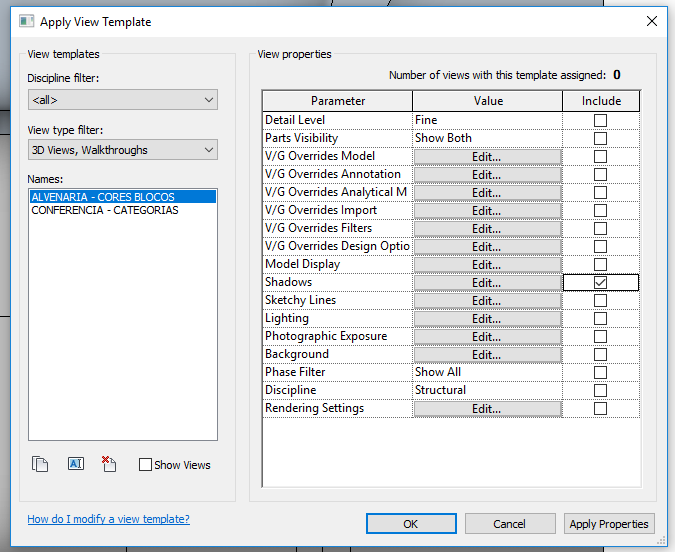 Apply View Template
View templates
Discipline filter:
<all>
View type filter:
3D Views, Walkthroughs
Names:
ALVENARIA - CORES BLOCOS
CONFERENCIA - CATEGORIAS
Show Views
How do I modify a view template?
View properties
Number of views with this template assigned: 0
Parameter Value Include
Detail Level Fine
Parts Visibility Show Both
V/G Overrides Model Edit...
V/G Overrides Annotation Edit...
V/G Overrides Analytical M Edit...
V/G Overrides Import Edit...
V/G Overrides Filters Edit...
V/G Overrides Design Optio Edit...
Model Display Edit...
Shadows Edit...
Sketchy Lines Edit...
Lighting Edit...
Photographic Exposure Edit...
Background Edit...
Phase Filter Show All
Discipline Structural
Rendering Settings Edit...
OK Cancel Apply Properties